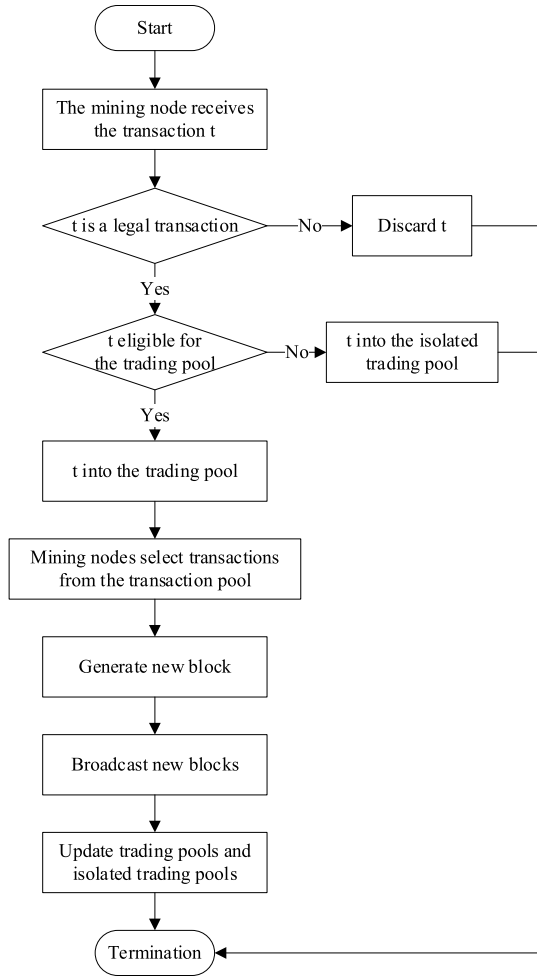 Start
The mining node receives
the transaction t
t is a legal transaction
No
Discard t
Yes
t eligible for
the trading pool
No
t into the isolated
trading pool
Yes
t into the trading pool
Mining nodes select transactions
from the transaction pool
Generate new block
Broadcast new blocks
Update trading pools and
isolated trading pools
Termination